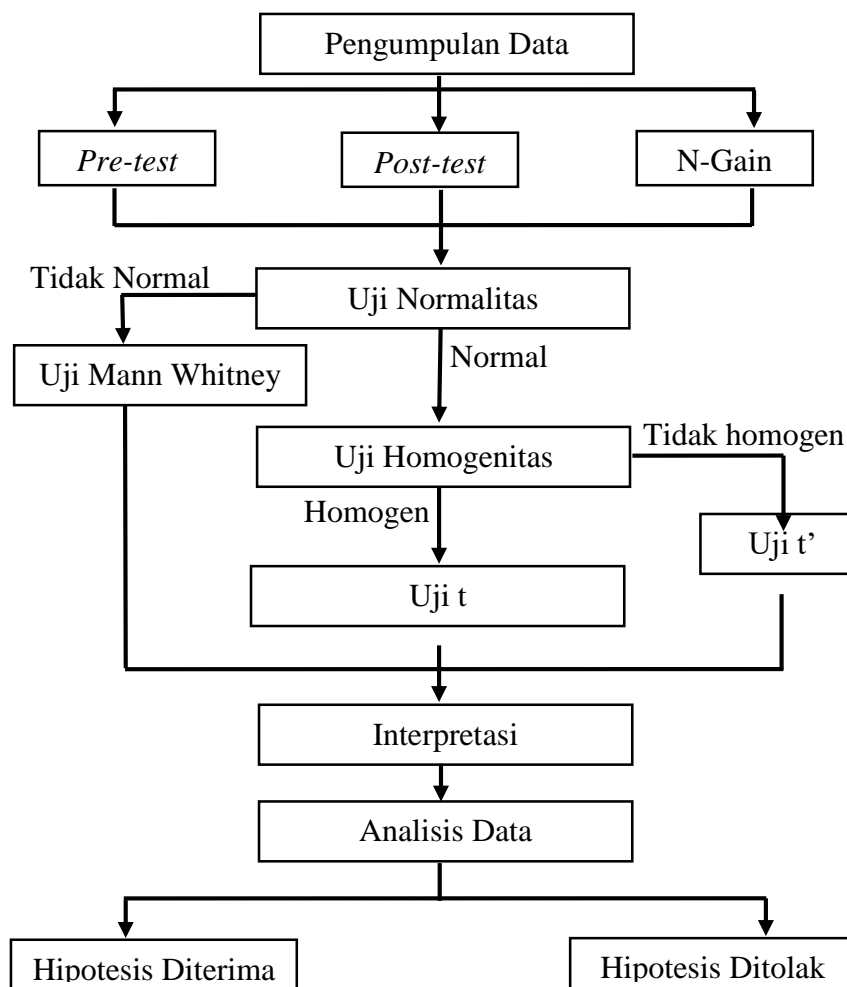 Pengumpulan Data
Pre-test
Post-test
N-Gain
Tidak Normal
Uji Normalitas
Normal
Uji Mann Whitney
Tidak homogen
Uji Homogenitas
Homogen
Uji t’
Uji t
Interpretasi
Analisis Data
Hipotesis Diterima
Hipotesis Ditolak